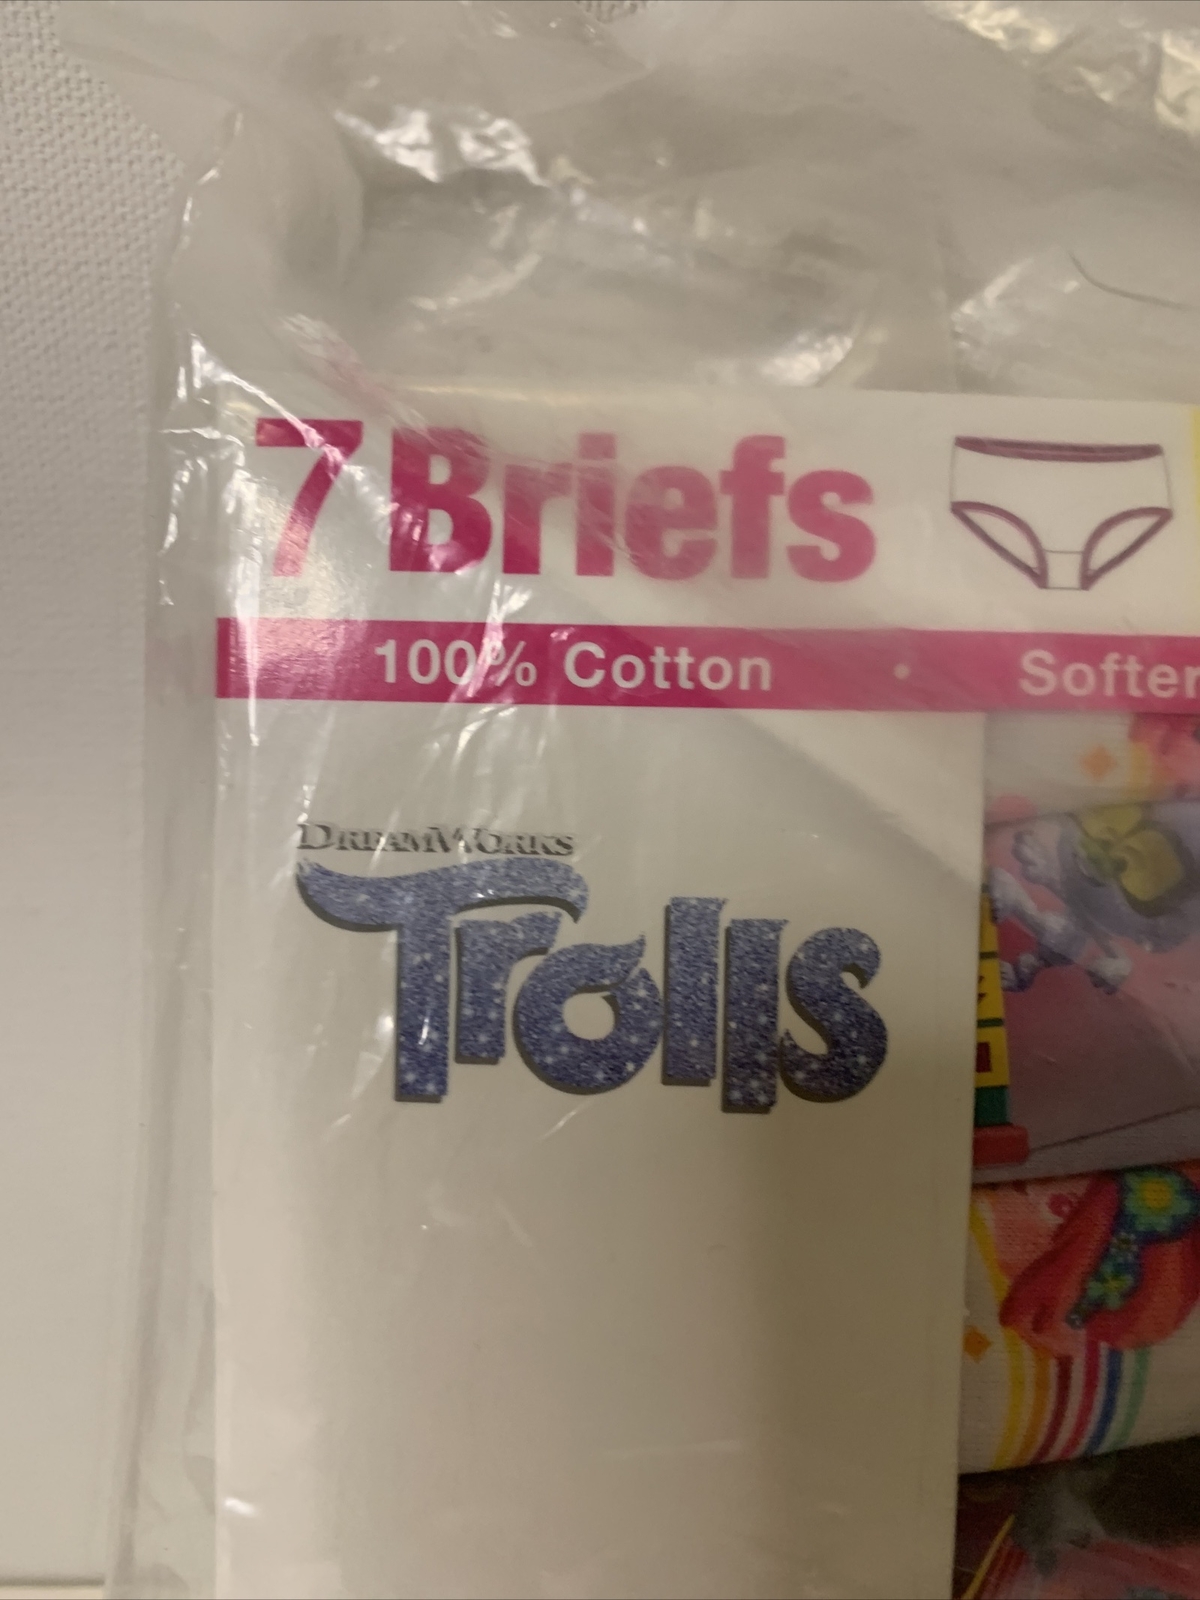 7 Briefs
100% Cotton • Softer
DREAMWORKS
Trolls